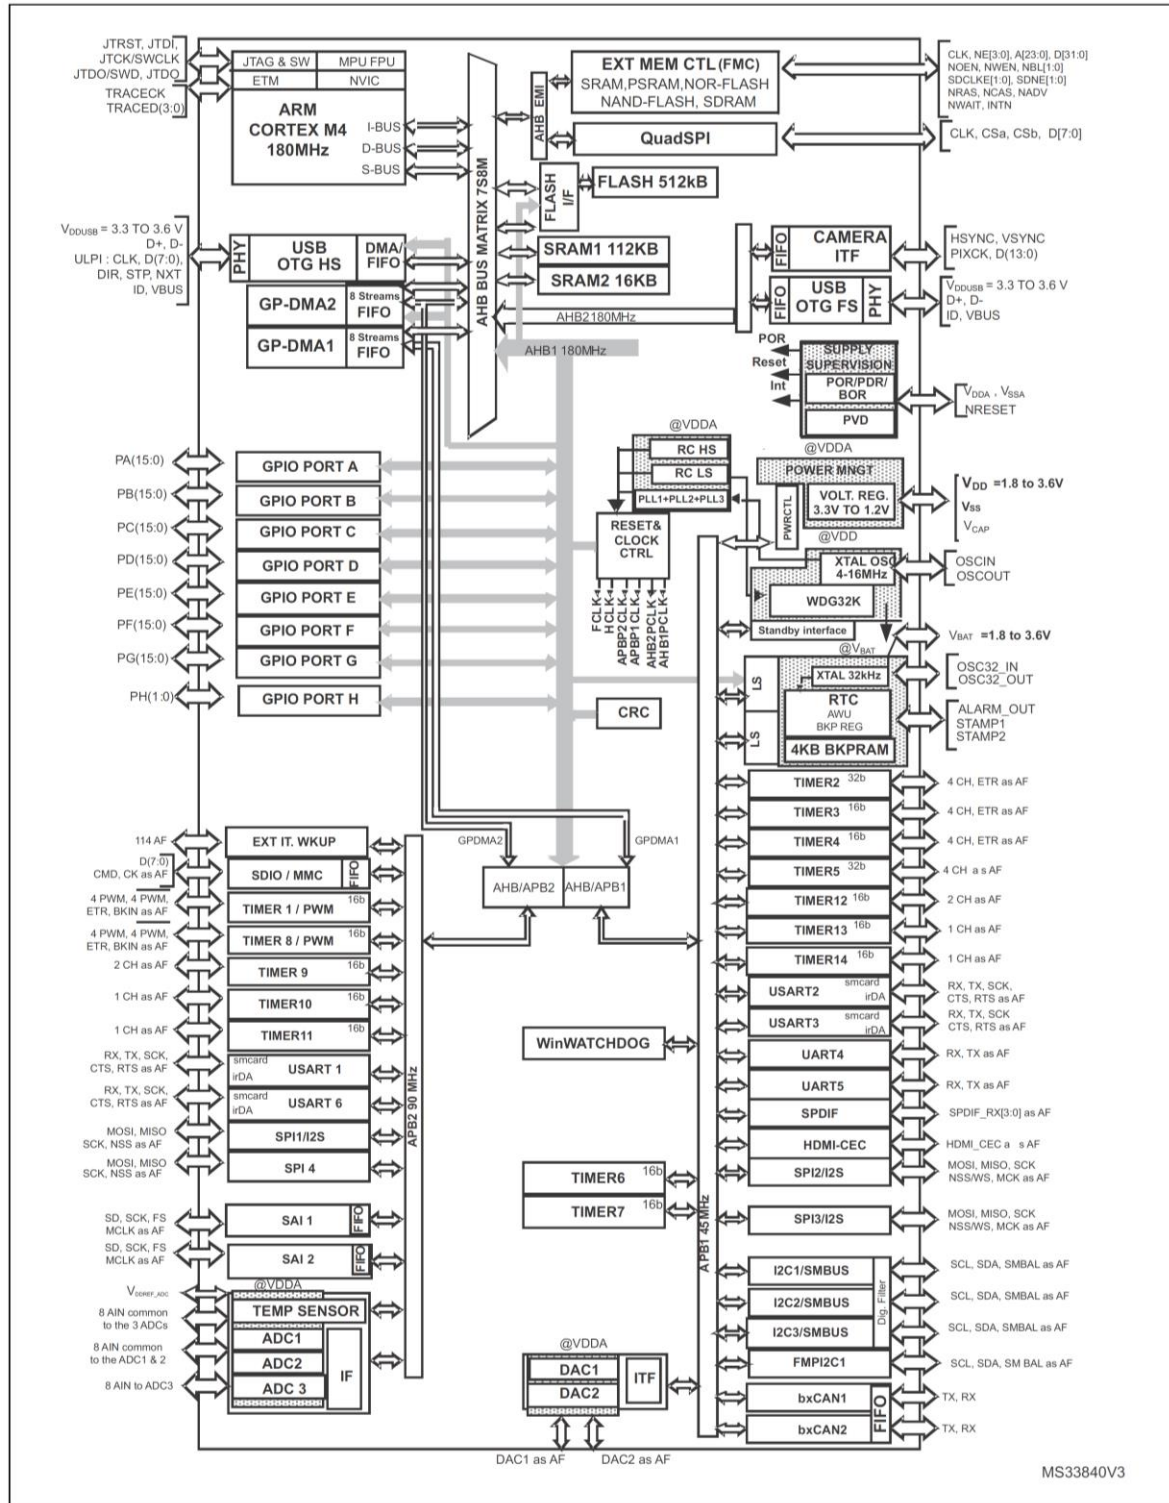 JTRST, JTDI,
JTCK/SWCLK
JTDO/SWD, JTDO
TRACECK
TRACED(3:0)
JTAG & SW
MPU FPU
ETM
NVIC
ARM
CORTEX M4
180MHz
I-BUS
D-BUS
S-BUS
AHB BUS MATRIX 7S8M
AHB EMI
EXT MEM CTL (FMC)
SRAM,PSRAM,NOR-FLASH
NAND-FLASH, SDRAM
QuadSPI
CLK, NE[3:0], A[23:0], D[31:0]
NOEN, NWEN, NBL[1:0]
SDCLKE[1:0], SDNE[1:0]
NRAS, NCAS, NADV
NWAIT, INTN
CLK, CSa, CSb, D[7:0]
FLASH
I/F
FLASH 512kB
SRAM1 112KB
SRAM2 16KB
AHB2180MHz
AHB1 180MHz
VDDUSB = 3.3 TO 3.6 V
D+, D-
ULPI : CLK, D(7:0),
DIR, STP, NXT
ID, VBUS
PHY
USB
OTG HS
DMA/
FIFO
GP-DMA2
8 Streams
FIFO
GP-DMA1
8 Streams
FIFO
FIFO
CAMERA
ITF
HSYNC, VSYNC
PIXCK, D(13:0)
FIFO
USB
OTG FS
PHY
VDDUSB = 3.3 TO 3.6 V
D+, D-
ID, VBUS
POR
Reset
Int
SUPPLY
SUPERVISION
POR/PDR/
BOR
PVD
VDDA , VSSA
NRESET
@VDDA
RC HS
RC LS
PLL1+PLL2+PLL3
@VDDA
POWER MNGT
VOLT. REG.
3.3V TO 1.2V
PWRCTL
VDD =1.8 to 3.6V
VSS
VCAP
@VDD
XTAL OSC
4-16MHz
OSCIN
OSCOUT
WDG32K
Standby interface
RESET&
CLOCK
CTRL
FCLK
HCLK
APBP2CLK
APBP1CLK
AHB2PCLK
AHB1PCLK
@VBAT
VBAT =1.8 to 3.6V
LS
LS
XTAL 32kHz
OSC32_IN
OSC32_OUT
RTC
AWU
BKP REG
4KB BKPRAM
ALARM_OUT
STAMP1
STAMP2
CRC
PA(15:0)
GPIO PORT A
PB(15:0)
GPIO PORT B
PC(15:0)
GPIO PORT C
PD(15:0)
GPIO PORT D
PE(15:0)
GPIO PORT E
PF(15:0)
GPIO PORT F
PG(15:0)
GPIO PORT G
PH(1:0)
GPIO PORT H
GPDMA2
GPDMA1
AHB/APB2
AHB/APB1
114 AF
EXT IT. WKUP
D(7:0)
CMD, CK as AF
SDIO / MMC
FIFO
4 PWM, 4 PWM,
ETR, BKIN as AF
TIMER 1 / PWM
16b
4 PWM, 4 PWM,
ETR, BKIN as AF
TIMER 8 / PWM
16b
2 CH as AF
TIMER 9
16b
1 CH as AF
TIMER10
16b
1 CH as AF
TIMER11
16b
RX, TX, SCK,
CTS, RTS as AF
smcard
irDA
USART 1
RX, TX, SCK,
CTS, RTS as AF
smcard
irDA
USART 6
MOSI, MISO
SCK, NSS as AF
SPI1/I2S
MOSI, MISO
SCK, NSS as AF
SPI 4
SD, SCK, FS
MCLK as AF
SAI 1
FIFO
SD, SCK, FS
MCLK as AF
SAI 2
FIFO
APB2 90 MHz
@VDDA
VDDREF_ADC
TEMP SENSOR
8 AIN common
to the 3 ADCs
ADC1
8 AIN common
to the ADC1 & 2
ADC2
8 AIN to ADC3
ADC 3
IF
WinWATCHDOG
TIMER6
16b
TIMER7
16b
@VDDA
DAC1
DAC2
ITF
DAC1 as AF
DAC2 as AF
APB1 45 MHz
TIMER2
32b
4 CH, ETR as AF
TIMER3
16b
4 CH, ETR as AF
TIMER4
16b
4 CH, ETR as AF
TIMER5
32b
4 CH a s AF
TIMER12
16b
2 CH as AF
TIMER13
16b
1 CH as AF
TIMER14
16b
1 CH as AF
USART2
smcard
irDA
RX, TX, SCK,
CTS, RTS as AF
USART3
smcard
irDA
RX, TX, SCK
CTS, RTS as AF
UART4
RX, TX as AF
UART5
RX, TX as AF
SPDIF
SPDIF_RX[3:0] as AF
HDMI-CEC
HDMI_CEC a s AF
SPI2/I2S
MOSI, MISO, SCK
NSS/WS, MCK as AF
SPI3/I2S
MOSI, MISO, SCK
NSS/WS, MCK as AF
I2C1/SMBUS
SCL, SDA, SMBAL as AF
I2C2/SMBUS
SCL, SDA, SMBAL as AF
I2C3/SMBUS
SCL, SDA, SMBAL as AF
Dig. Filter
FMPI2C1
SCL, SDA, SM BAL as AF
bxCAN1
TX, RX
bxCAN2
TX, RX
FIFO
MS33840V3